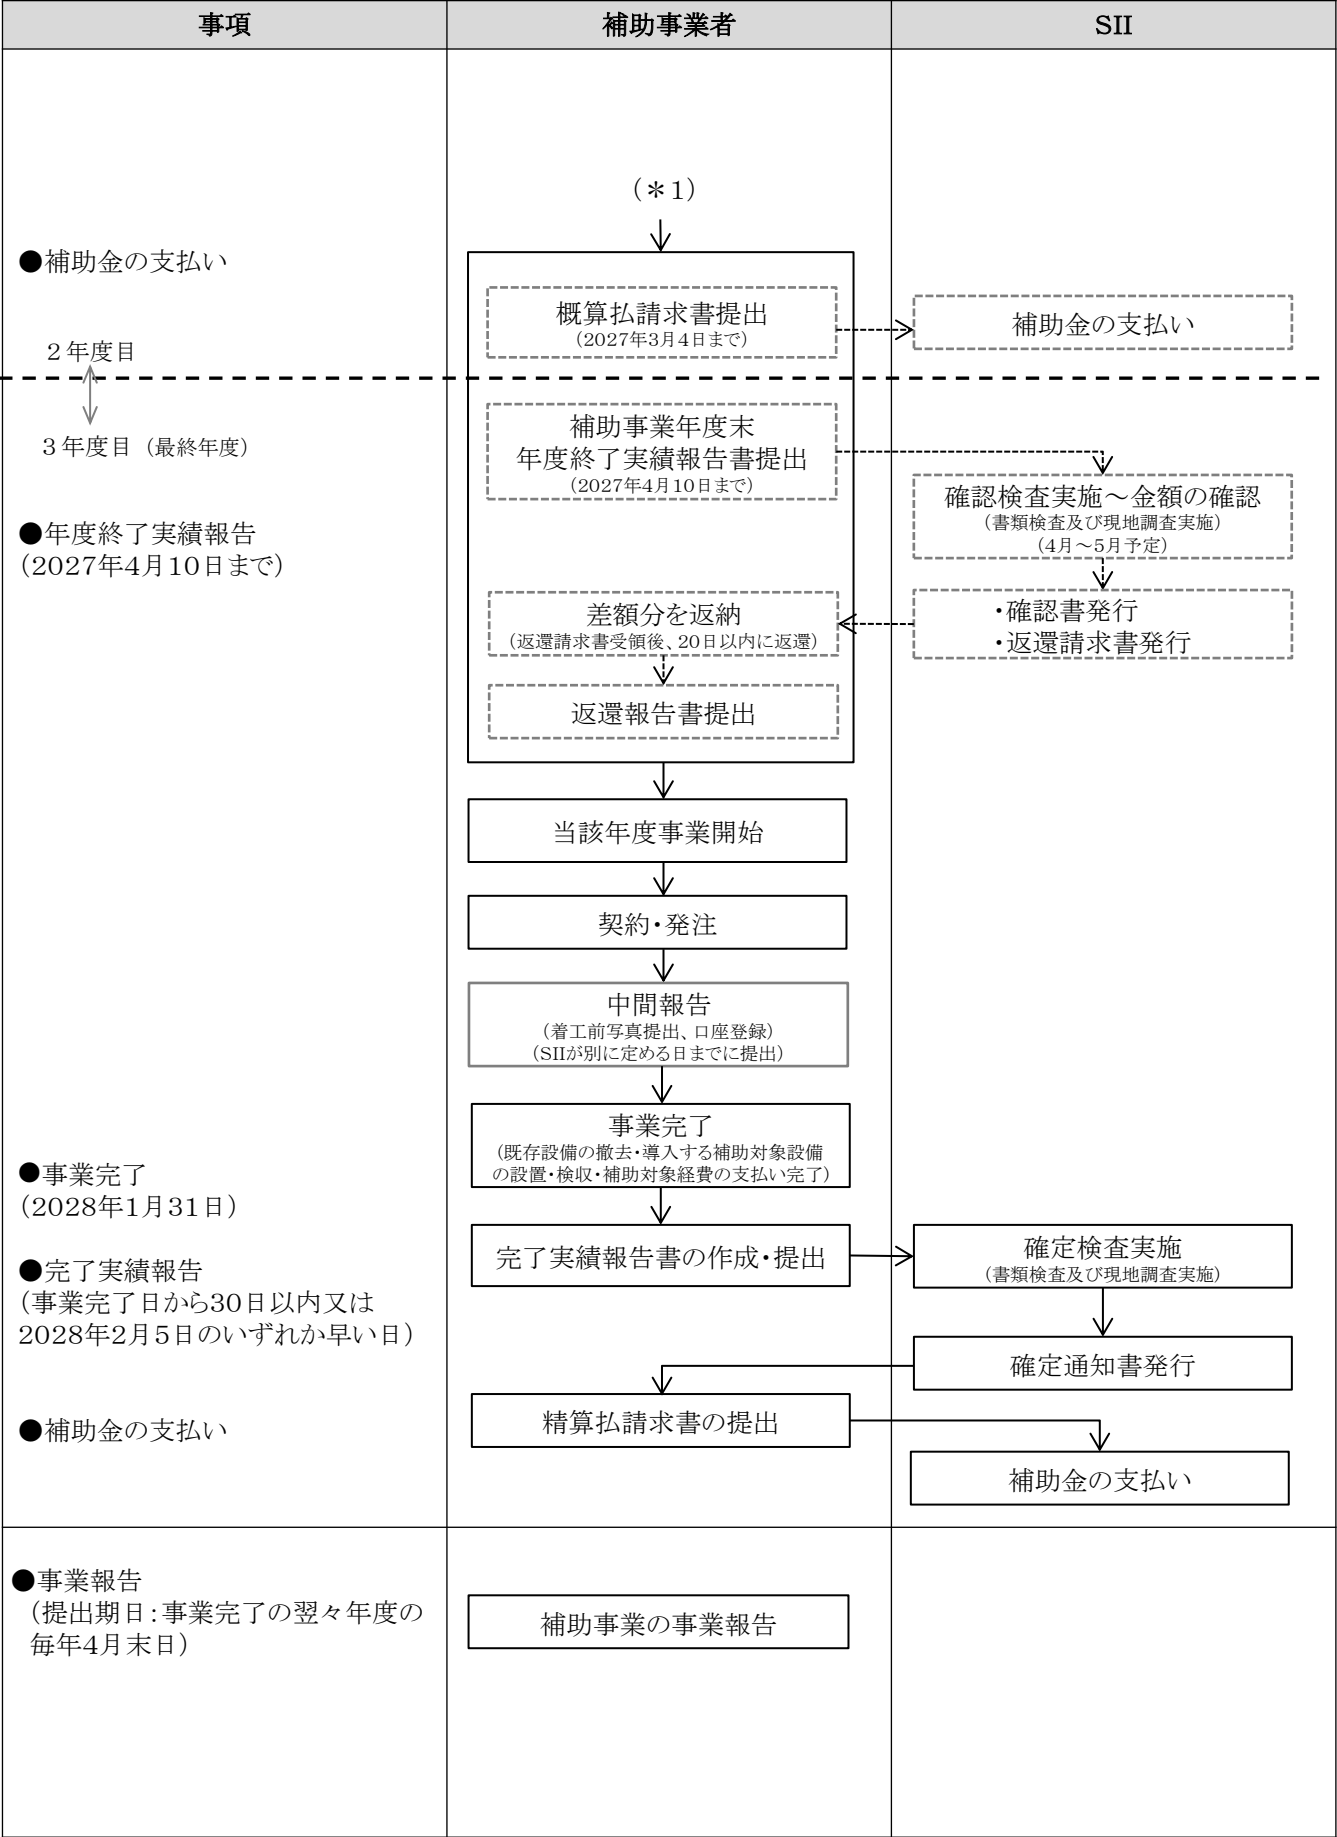 事項
補助事業者
SII
（＊1）
●補助金の支払い
概算払請求書提出
（2027年3月4日まで）
補助金の支払い
２年度目
３年度目（最終年度）
補助事業年度末
年度終了実績報告書提出
（2027年4月10日まで）
確認検査実施～金額の確認
（書類検査及び現地調査実施）
（4月～5月予定）
●年度終了実績報告
（2027年4月10日まで）
差額分を返納
（返還請求書受領後、20日以内に返還）
・確認書発行
・返還請求書発行
返還報告書提出
当該年度事業開始
契約・発注
中間報告
（着工前写真提出、口座登録）
（SIIが別に定める日までに提出）
事業完了
（既存設備の撤去・導入する補助対象設備
の設置・検収・補助対象経費の支払い完了）
●事業完了
（2028年1月31日）
完了実績報告書の作成・提出
確定検査実施
（書類検査及び現地調査実施）
●完了実績報告
（事業完了日から30日以内又は
2028年2月5日のいずれか早い日）
確定通知書発行
精算払請求書の提出
●補助金の支払い
補助金の支払い
●事業報告
（提出期日：事業完了の翌々年度の
毎年4月末日）
補助事業の事業報告